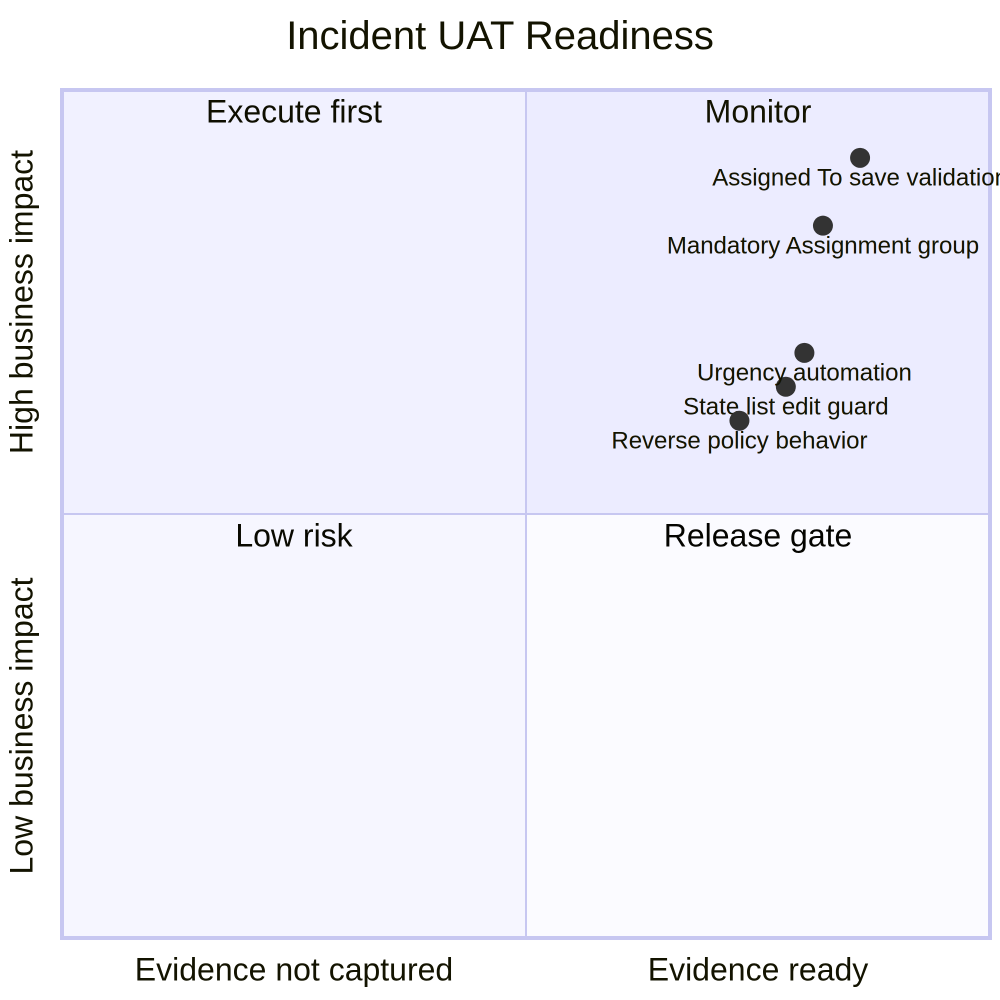 Incident UAT Readiness
Execute first
Monitor
High business impact
Assigned To save validation
Mandatory Assignment group
Urgency automation
State list edit guard
Reverse policy behavior
Low risk
Release gate
Low business impact
Evidence not captured
Evidence ready